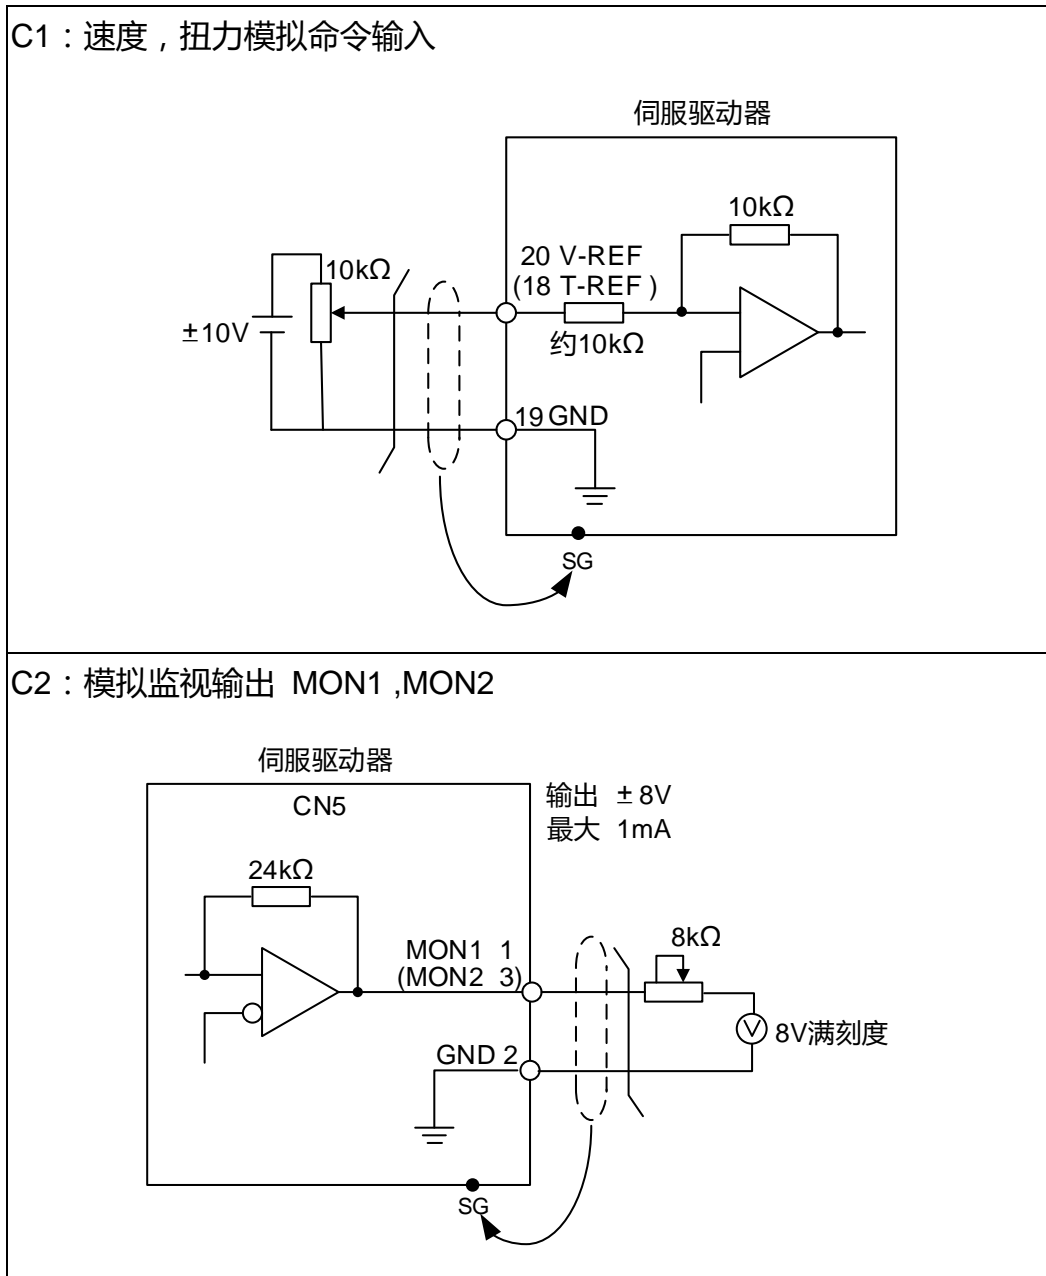 C1：速度，扭力模拟命令输入
伺服驱动器
10kΩ
10kΩ
20 V-REF
(18 T-REF )
±10V
约10kΩ
19 GND
SG
C2：模拟监视输出 MON1 ,MON2
伺服驱动器
CN5
输出 ± 8V
最大 1mA
24kΩ
MON1 1
(MON2 3)
8kΩ
V
8V满刻度
GND 2
SG